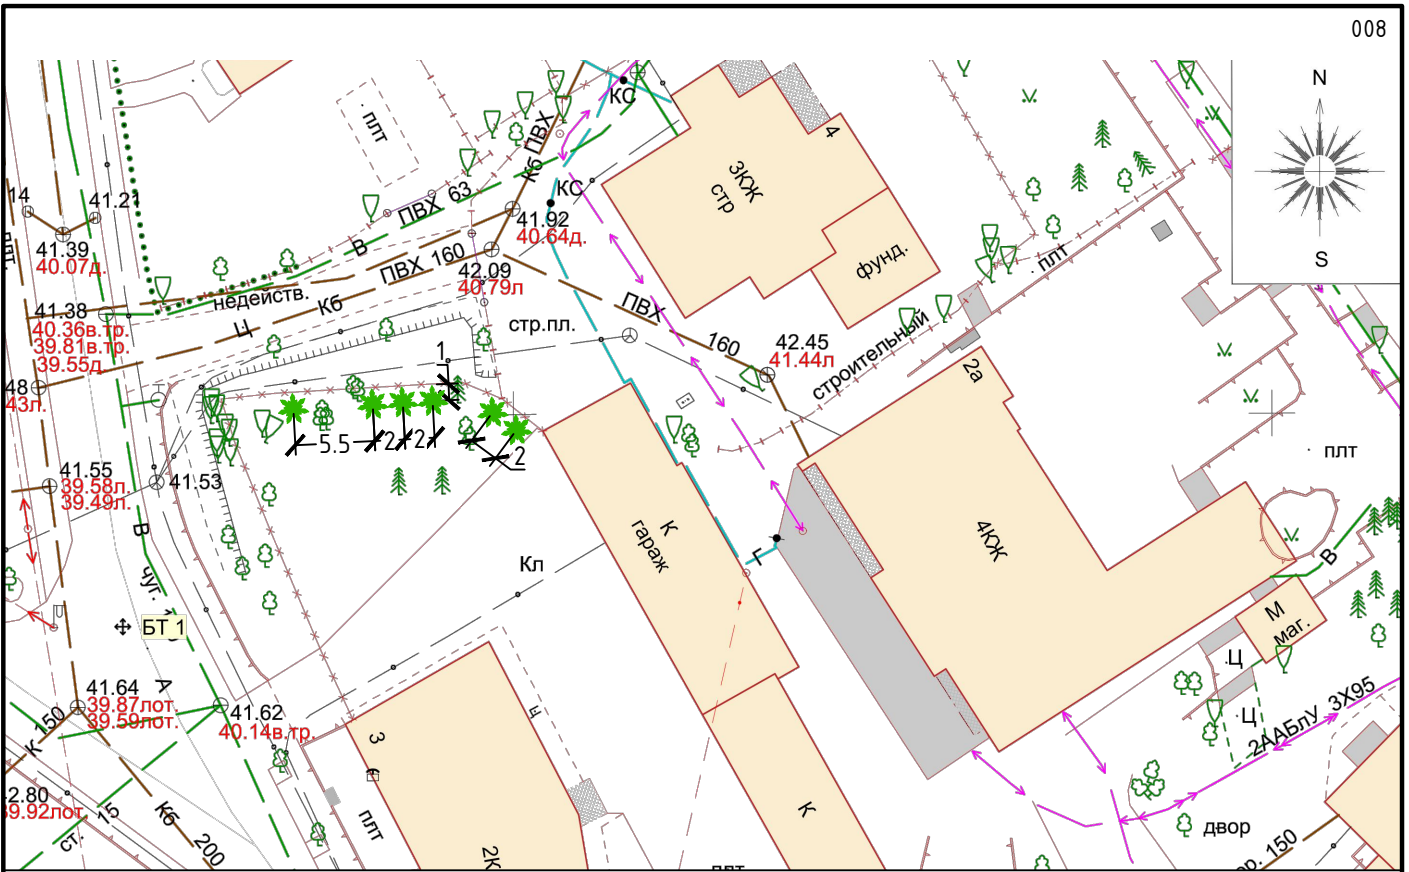 008
N
S
плт
Кб ПВХ
КС
КС
4
3КЖ
стр
фунд.
14
41.21
41.39
40.07д.
ПВХ 63
В
41.92
40.64д.
ПВХ 160
42.09
40.79л
недейств.
Кб
Ц
41.38
40.36в.тр.
39.81в.тр.
39.55д.
стр.пл.
ПВХ
160
42.45
41.44л
строительный
плт
2а
48
43л.
1
5.5
2
2
2
41.55
39.58л.
39.49л.
41.53
В
К
гараж
4КЖ
плт
Г
Кл
чуг.
БТ 1
В
М
маг.
Ц
Ц
41.64
39.87лот.
39.59лот.
А
41.62
40.14в.тр.
К 150
3
ц
2ААБлУ 3Х95
2.80
39.92лот.
ст. 15
Кб
200
плт
2К
К
двор
ор. 150
плт